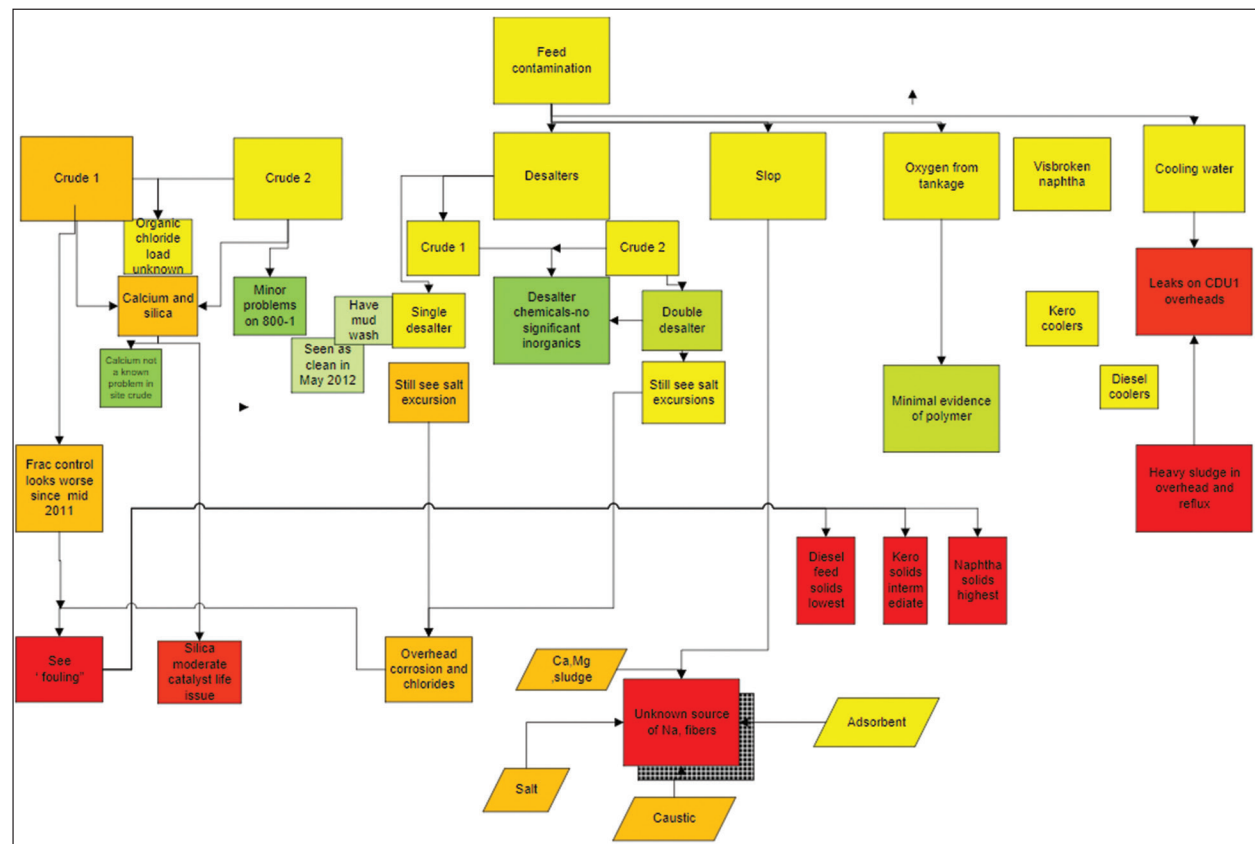 Feed
contamination
Crude 1
Crude 2
Desalters
Slop
Oxygen from
tankage
Visbroken
naphtha
Cooling water
Organic
chloride
load
unknown
Crude 1
Crude 2
Calcium and
silica
Minor
problems
on 800-1
Have
mud
wash
Single
desalter
Desalter
chemicals-no
significant
inorganics
Double
desalter
Leaks on CDU1
overheads
Kero
coolers
Seen as
clean in
May 2012
Calcium not
a known
problem in
site crude
Still see salt
excursion
Still see salt
excursions
Minimal evidence
of polymer
Diesel
coolers
Frac control
looks worse
since mid
2011
Heavy sludge in
overhead and
reflux
Diesel
feed
solids
lowest
Kero
solids
interm
ediate
Naphtha
solids
highest
See
‘ fouling”
Silica
moderate
catalyst life
issue
Overhead
corrosion and
chlorides
Ca,Mg
,sludge
Unknown source
of Na, fibers
Adsorbent
Salt
Caustic